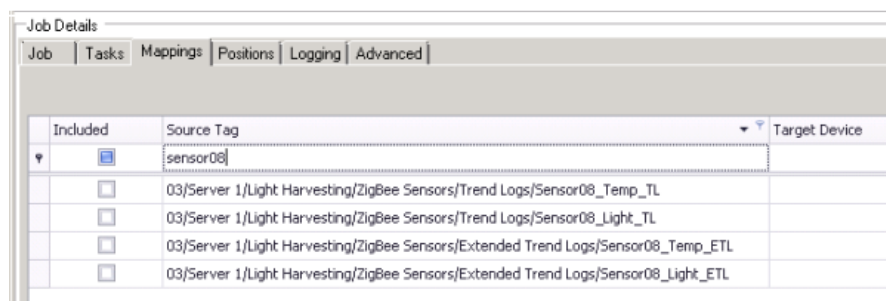 Job Details
Job Tasks Mappings Positions Logging Advanced
Included Source Tag Target Device
sensor08
03/Server 1/Light Harvesting/ZigBee Sensors/Trend Logs/Sensor08_Temp_TL
03/Server 1/Light Harvesting/ZigBee Sensors/Trend Logs/Sensor08_Light_TL
03/Server 1/Light Harvesting/ZigBee Sensors/Extended Trend Logs/Sensor08_Temp_ETL
03/Server 1/Light Harvesting/ZigBee Sensors/Extended Trend Logs/Sensor08_Light_ETL